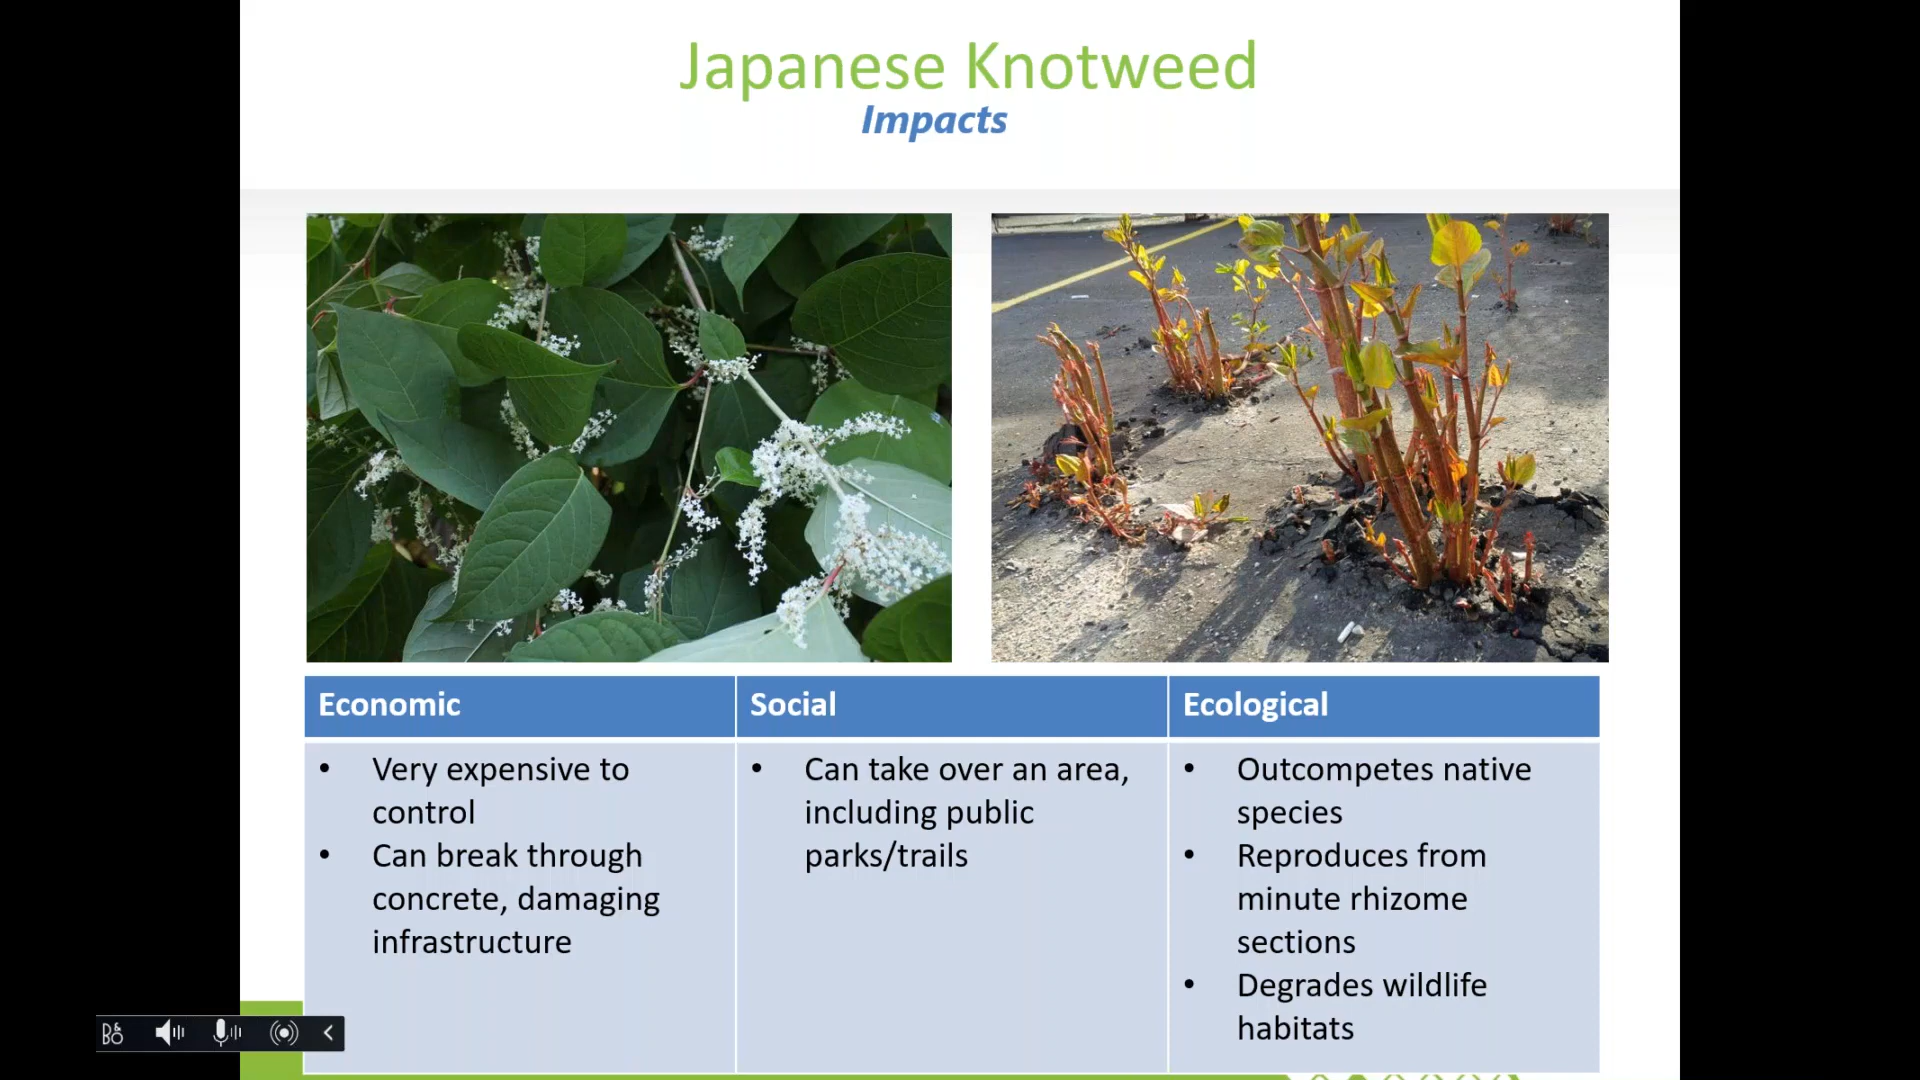 Japanese Knotweed
Impacts
Economic
Social
Ecological
• Very expensive to
control
• Can break through
concrete, damaging
infrastructure
• Can take over an area,
including public
parks/trails
• Outcompetes native
species
• Reproduces from
minute rhizome
sections
• Degrades wildlife
habitats
B&O